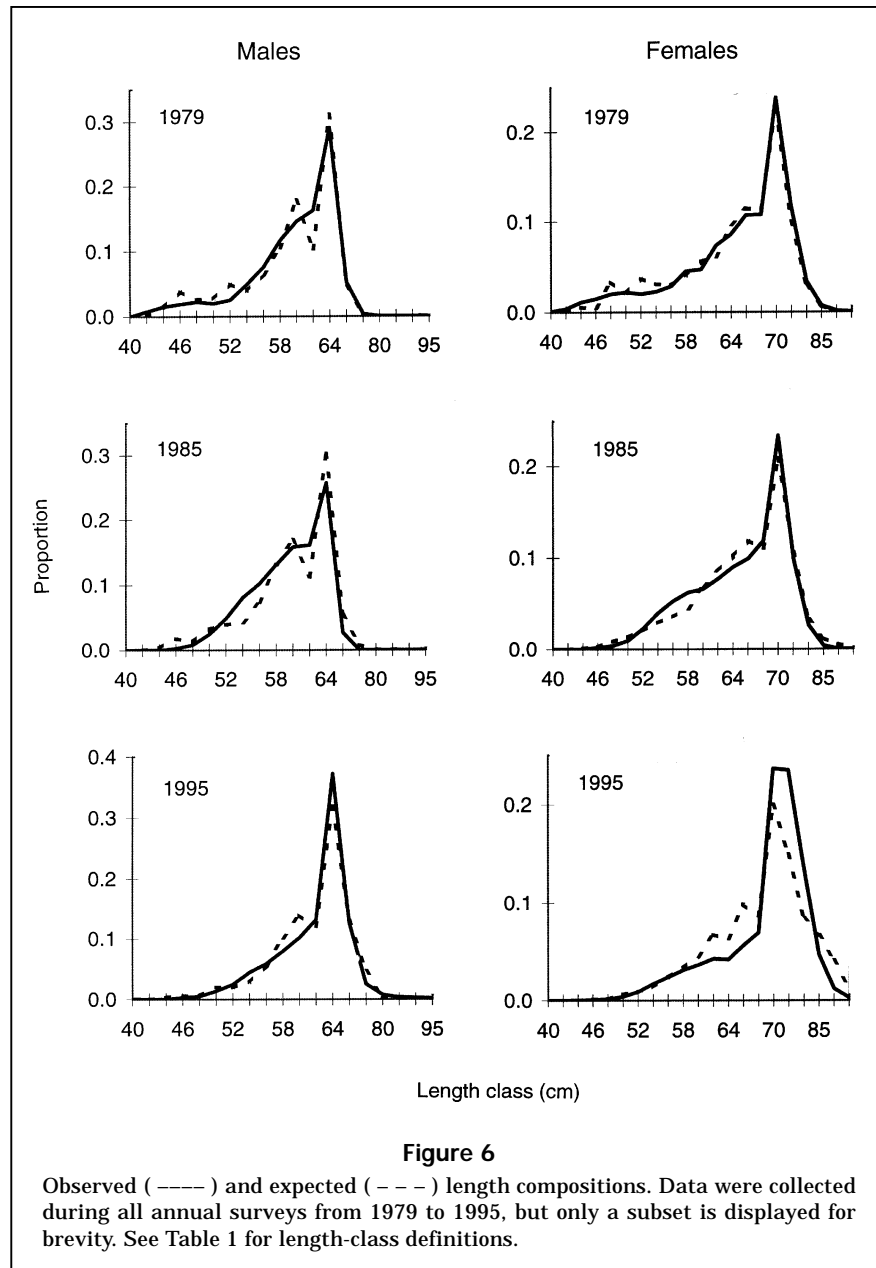 Males Females
1979 1979
0.3 0.2
0.2 0.1
0.1 0.0
0.0
40 46 52 58 64 80 95 40 46 52 58 64 70 85
1985 1985
0.3 0.2
0.2 0.1
0.1 0.0
0.0
40 46 52 58 64 80 95 40 46 52 58 64 70 85
1995 1995
0.4 0.2
0.3 0.1
0.2 0.0
0.1
0.0
40 46 52 58 64 80 95 40 46 52 58 64 70 85
Proportion
Length class (cm)
Figure 6
Observed ( –––– ) and expected ( – – – ) length compositions. Data were collected
during all annual surveys from 1979 to 1995, but only a subset is displayed for
brevity. See Table 1 for length-class definitions.